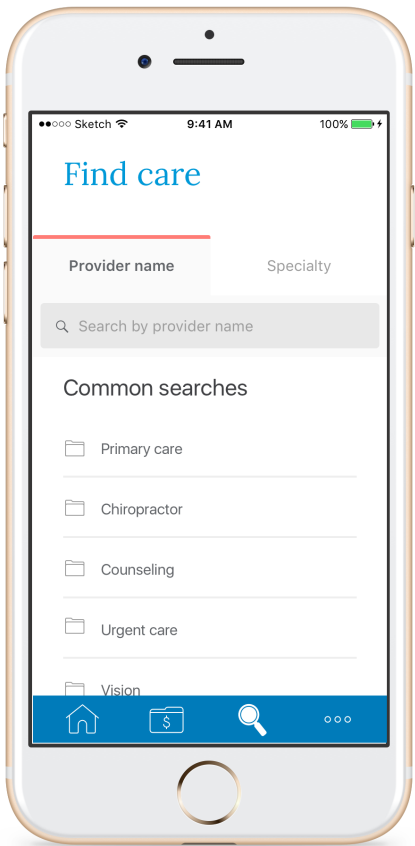 Sketch 9:41 AM 100%
Find care
Provider name Specialty
Search by provider name
Common searches
Primary care
Chiropractor
Counseling
Urgent care
Vision
$